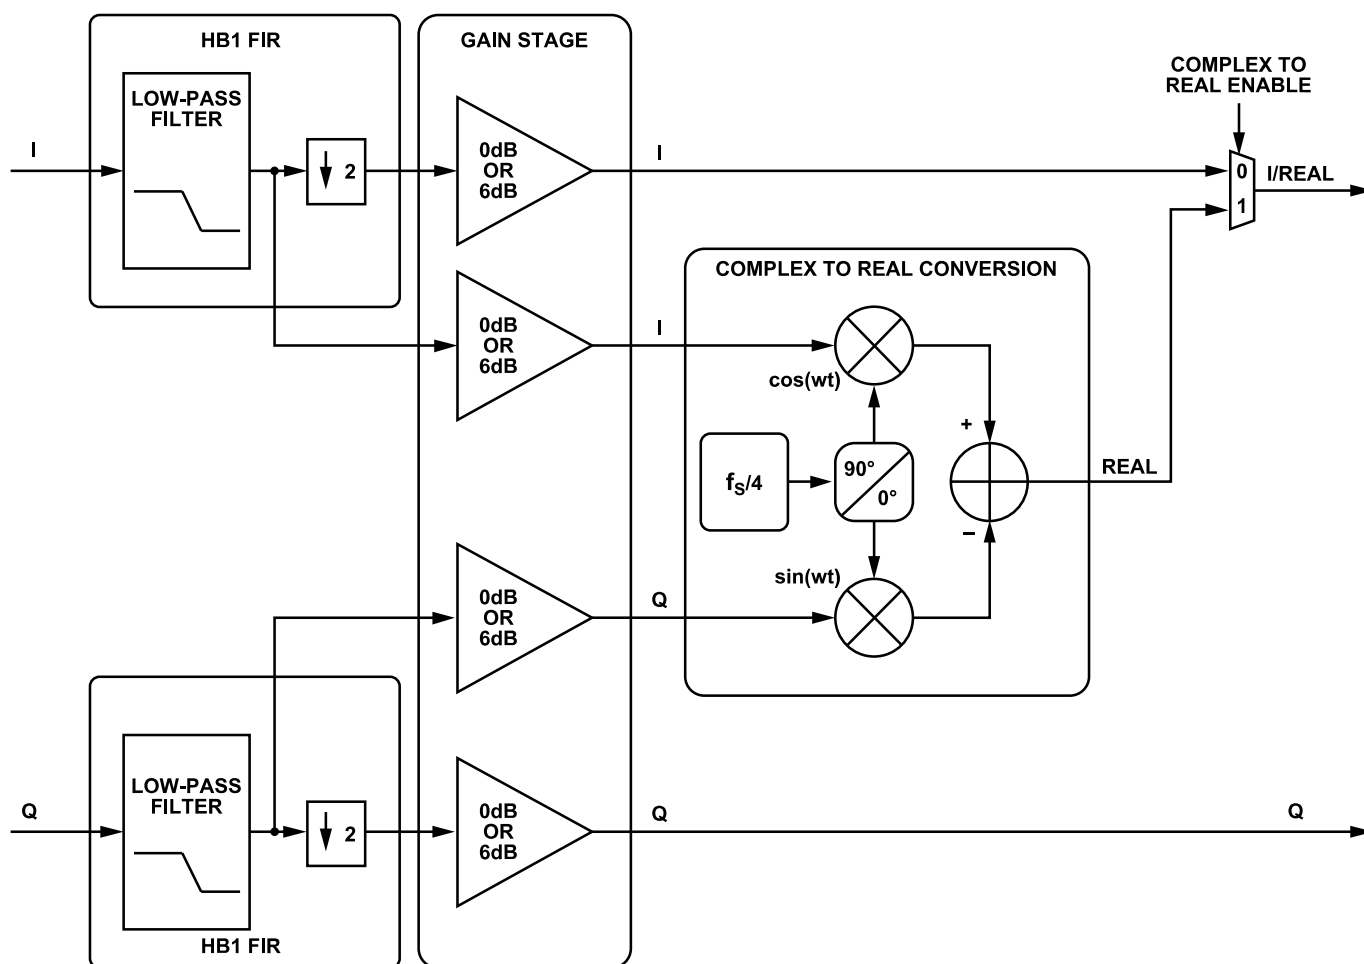 HB1 FIR
GAIN STAGE
COMPLEX TO
REAL ENABLE
LOW-PASS
FILTER
I
2
0dB
OR
6dB
I
0
1
I/REAL
COMPLEX TO REAL CONVERSION
0dB
OR
6dB
I
cos(wt)
+
fS/4
90°
0°
REAL
–
sin(wt)
0dB
OR
6dB
Q
LOW-PASS
FILTER
Q
2
0dB
OR
6dB
Q
Q
HB1 FIR